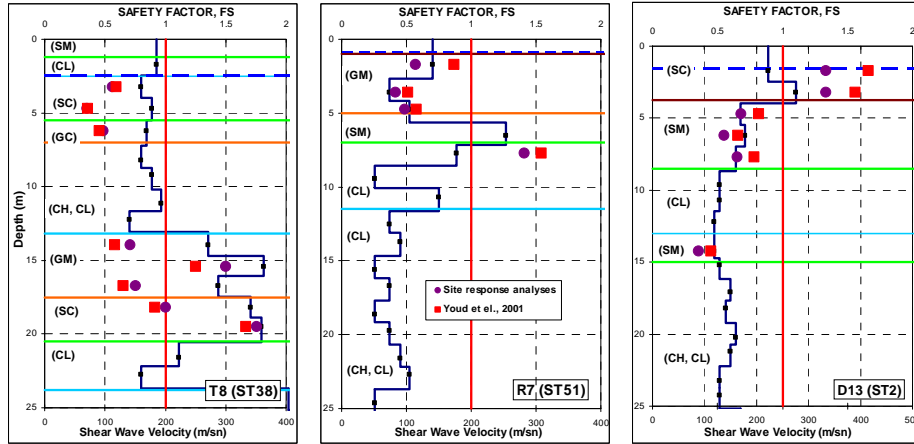 SAFETY FACTOR, FS
0 0.5 1 1.5 2
0
5
10
15
20
25
Depth (m)
(SM)
(CL)
(SC)
(GC)
(CH, CL)
(GM)
(SC)
(CL)
T8 (ST38)
0 100 200 300 400
Shear Wave Velocity (m/sn)
SAFETY FACTOR, FS
0 0.5 1 1.5 2
0
5
10
15
20
25
(GM)
(SM)
(CL)
(CL)
Site response analyses
Youd et el., 2001
(CH, CL)
R7 (ST51)
0 100 200 300 400
Shear Wave Velocity (m/sn)
SAFETY FACTOR, FS
0 0.5 1 1.5 2
0
5
10
15
20
25
(SC)
(SM)
(CL)
(SM)
(CH, CL)
D13 (ST2)
0 100 200 300 400 500
Shear Wave Velocity (m/sn)